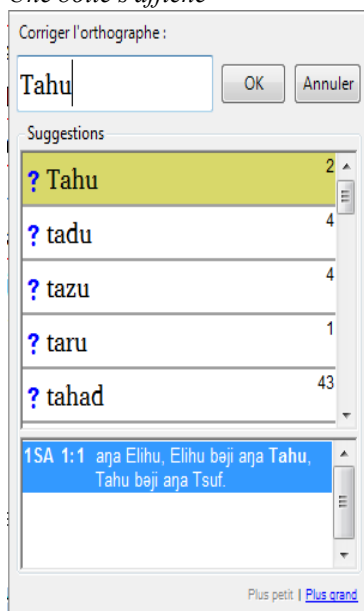 Une boîte s'affiche
Corriger l'orthographe :
Tahu
OK
Annuler
Suggestions
? Tahu 2
? tadu 4
? tazu 4
? taru 1
? tahad 43
1SA 1:1 aŋa Elihu, Elihu bəji aŋa Tahu,
Tahu bəji aŋa Tsuf.
Plus petit | Plus grand